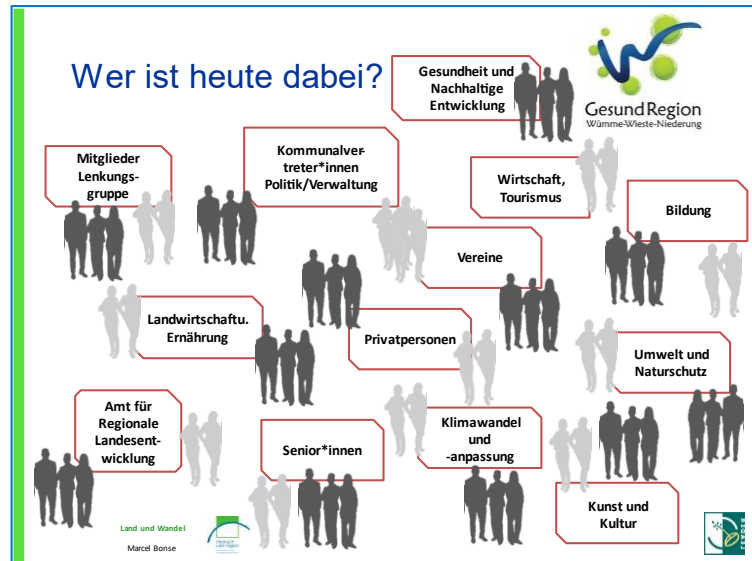 Wer ist heute dabei?
Gesundheit und
Nachhaltige
Entwicklung
GesundRegion
Wümme-Wieste-Niederung
Mitglieder
Lenkungs-
gruppe
Kommunalver-
treter*innen
Politik/Verwaltung
Wirtschaft,
Tourismus
Bildung
Vereine
Landwirtschaftu.
Ernährung
Privatpersonen
Umwelt und
Naturschutz
Amt für
Regionale
Landesent-
wicklung
Senior*innen
Klimawandel
und
-anpassung
Kunst und
Kultur
Land und Wandel
Marcel Bonse